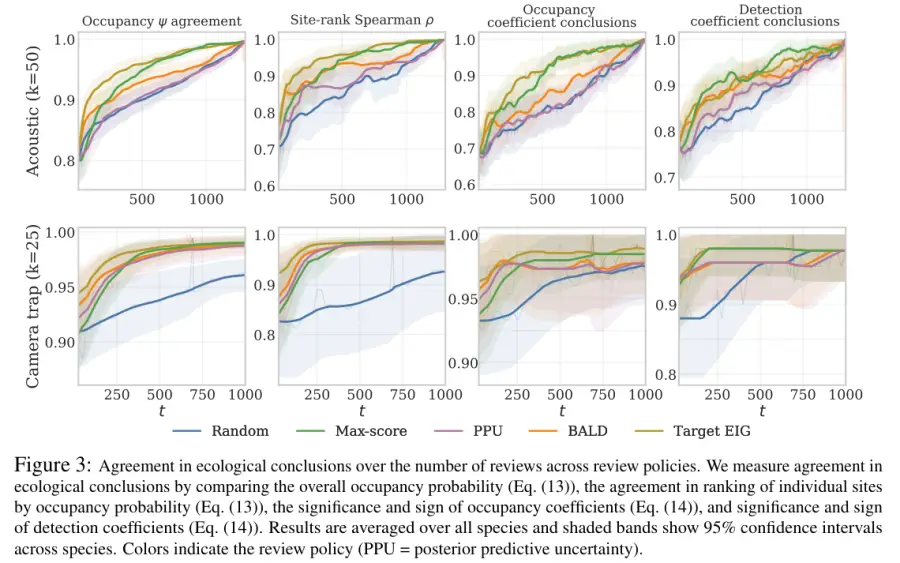 Occupancy ψ agreement
Site-rank Spearman ρ
Occupancy
coefficient conclusions
Detection
coefficient conclusions
Acoustic (k=50)
1.0
0.9
0.8
500
1000
1.0
0.9
0.8
0.7
0.6
500
1000
1.0
0.9
0.8
0.7
0.6
500
1000
1.0
0.9
0.8
0.7
500
1000
Camera trap (k=25)
1.00
0.95
0.90
250
500
750
1000
t
1.0
0.9
0.8
250
500
750
1000
t
1.00
0.95
0.90
250
500
750
1000
t
1.0
0.9
0.8
250
500
750
1000
t
Random
Max-score
PPU
BALD
Target EIG
Figure 3: Agreement in ecological conclusions over the number of reviews across review policies. We measure agreement in
ecological conclusions by comparing the overall occupancy probability (Eq. (13)), the agreement in ranking of individual sites
by occupancy probability (Eq. (13)), the significance and sign of occupancy coefficients (Eq. (14)), and significance and sign
of detection coefficients (Eq. (14)). Results are averaged over all species and shaded bands show 95% confidence intervals
across species. Colors indicate the review policy (PPU = posterior predictive uncertainty).